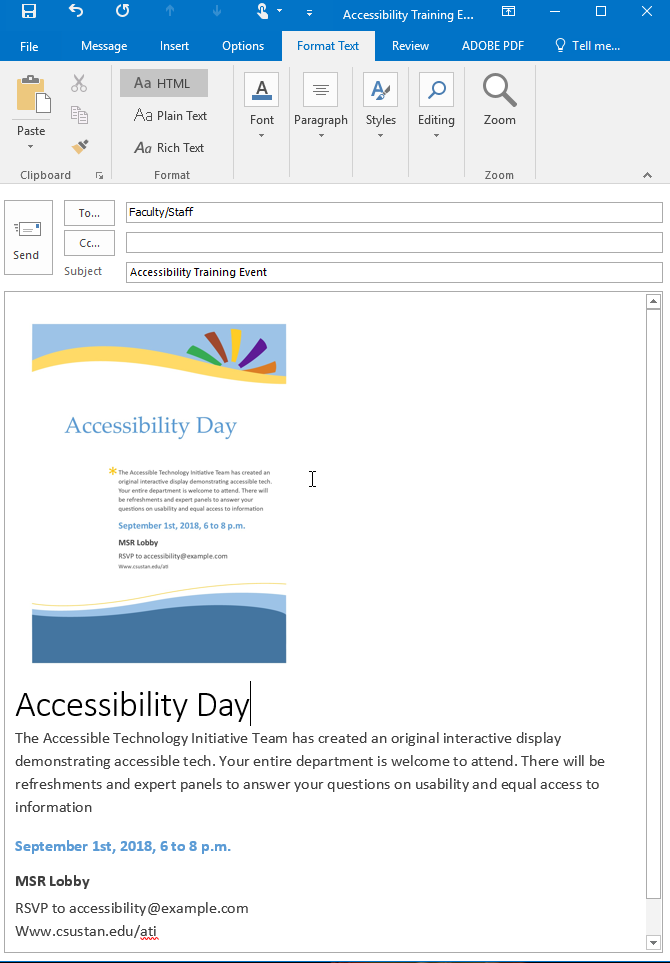 Accessibility Training E...
File Message Insert Options Format Text Review ADOBE PDF Tell me...
Paste
Clipboard
Aa HTML
Aa Plain Text
Aa Rich Text
Format
A
Font
Paragraph
A
Styles
Editing
Zoom
Zoom
Send
To...
Faculty/Staff
Cc...
Subject
Accessibility Training Event
Accessibility Day
*The Accessible Technology Initiative Team has created an
original interactive display demonstrating accessible tech.
Your entire department is welcome to attend. There will
be refreshments and expert panels to answer your
questions on usability and equal access to information
September 1st, 2018, 6 to 8 p.m.
MSR Lobby
RSVP to accessibility@example.com
Www.csustan.edu/ati
Accessibility Day
The Accessible Technology Initiative Team has created an original interactive display
demonstrating accessible tech. Your entire department is welcome to attend. There will be
refreshments and expert panels to answer your questions on usability and equal access to
information
September 1st, 2018, 6 to 8 p.m.
MSR Lobby
RSVP to accessibility@example.com
Www.csustan.edu/ati